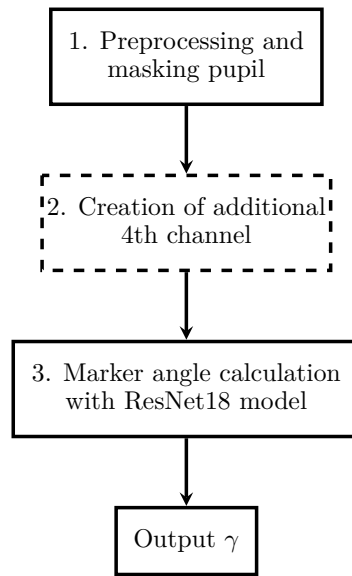 1. Preprocessing and
masking pupil
2. Creation of additional
4th channel
3. Marker angle calculation
with ResNet18 model
Output γ